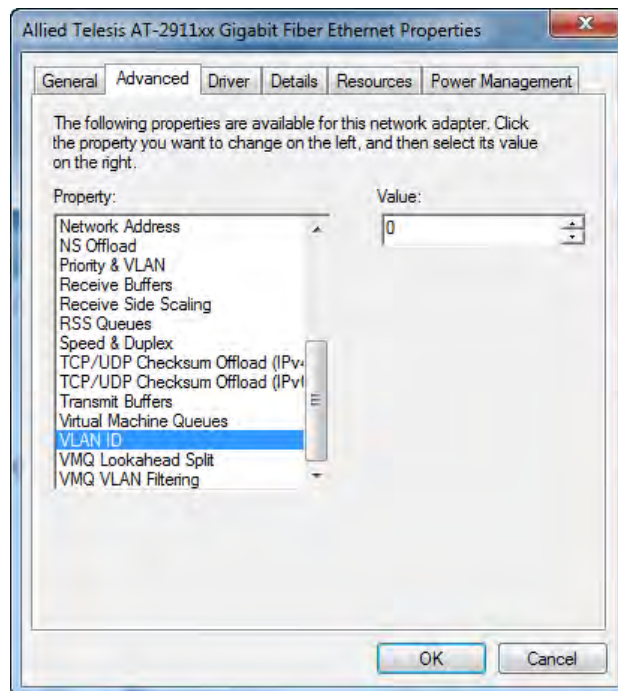 Allied Telesis AT-2911xx Gigabit Fiber Ethernet Properties
General Advanced Driver Details Resources Power Management
The following properties are available for this network adapter. Click
the property you want to change on the left, and then select its value
on the right.
Property: Value:
Network Address 0
NS Offload
Priority & VLAN
Receive Buffers
Receive Side Scaling
RSS Queues
Speed & Duplex
TCP/UDP Checksum Offload (IPv4
TCP/UDP Checksum Offload (IPv6
Transmit Buffers
Virtual Machine Queues
VLAN ID
VMQ Lookahead Split
VMQ VLAN Filtering
OK Cancel